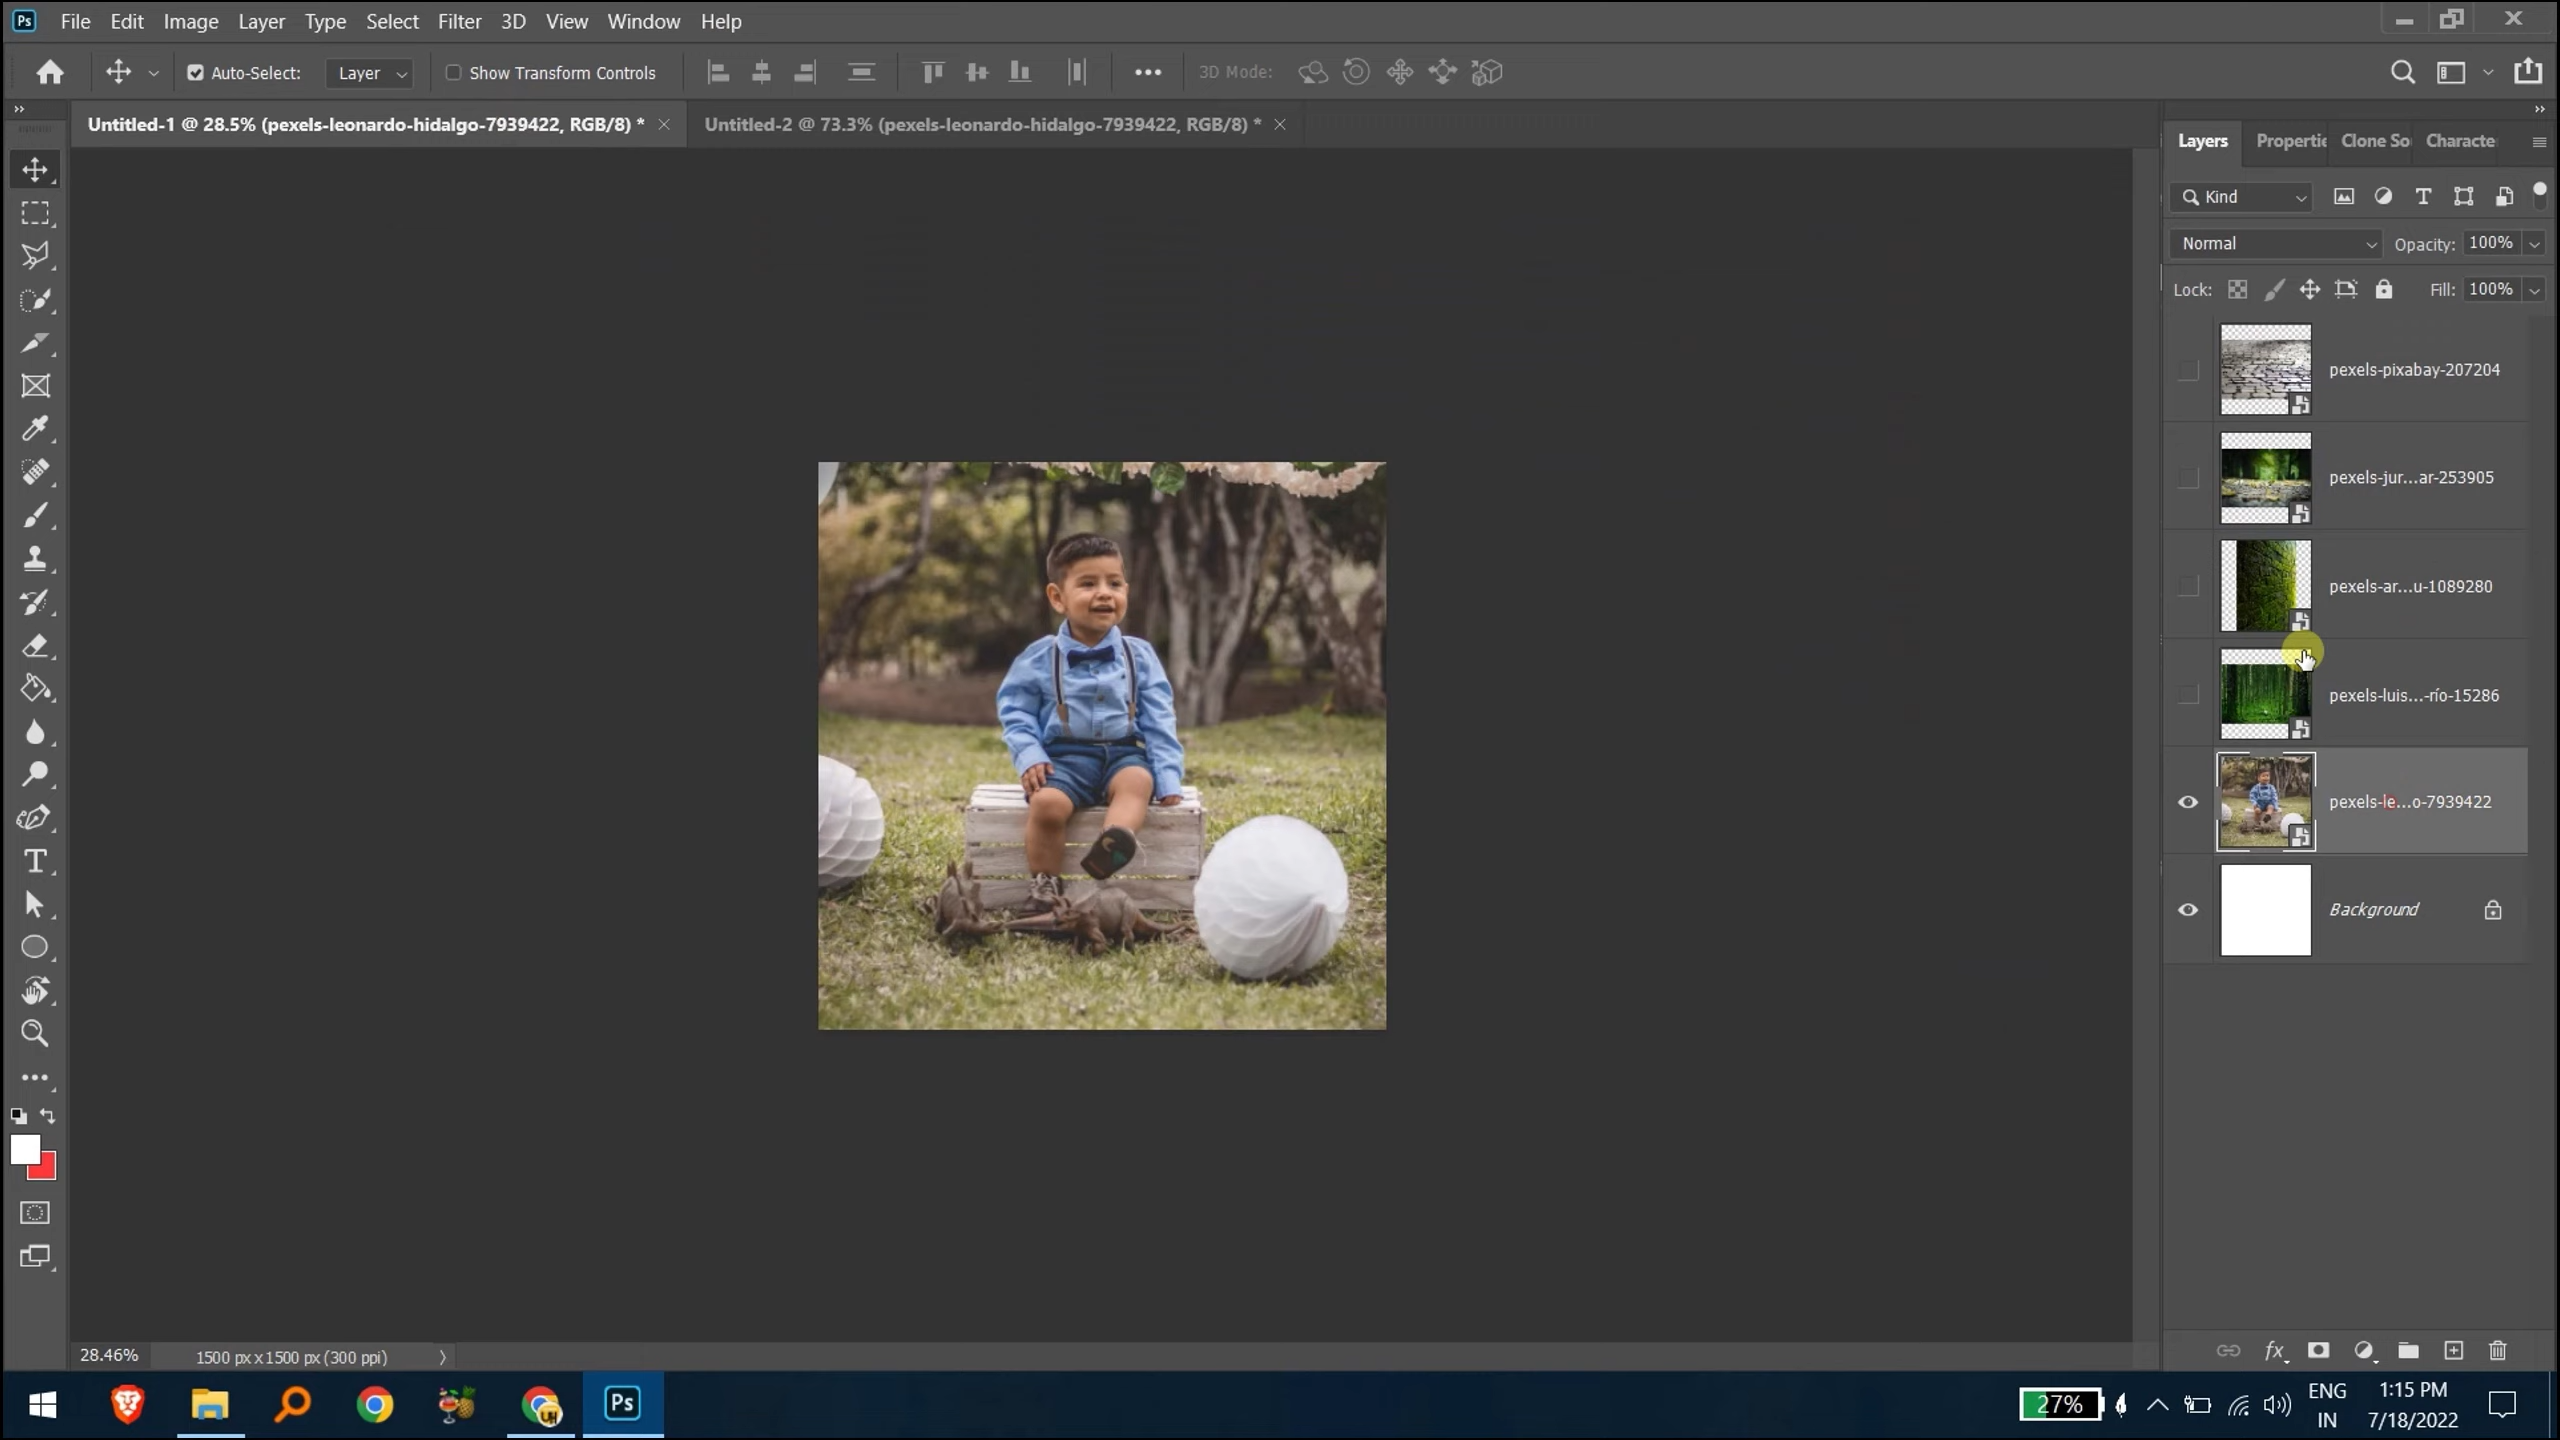 Ps File Edit Image Layer Type Select Filter 3D View Window Help
Auto-Select: Layer Show Transform Controls 3D Mode:
Untitled-1 @ 28.5% (pexels-leonardo-hidalgo-7939422, RGB/8) * Untitled-2 @ 73.3% (pexels-leonardo-hidalgo-7939422, RGB/8) *
Layers Propertie Clone So Characte
Kind
Normal Opacity: 100%
Lock: Fill: 100%
pexels-pixabay-207204
pexels-jur...ar-253905
pexels-ar...u-1089280
pexels-luis...-río-15286
pexels-le...o-7939422
Background
28.46% 1500 px x 1500 px (300 ppi)
fx
Ps 27% ENG 1:15 PM
IN 7/18/2022